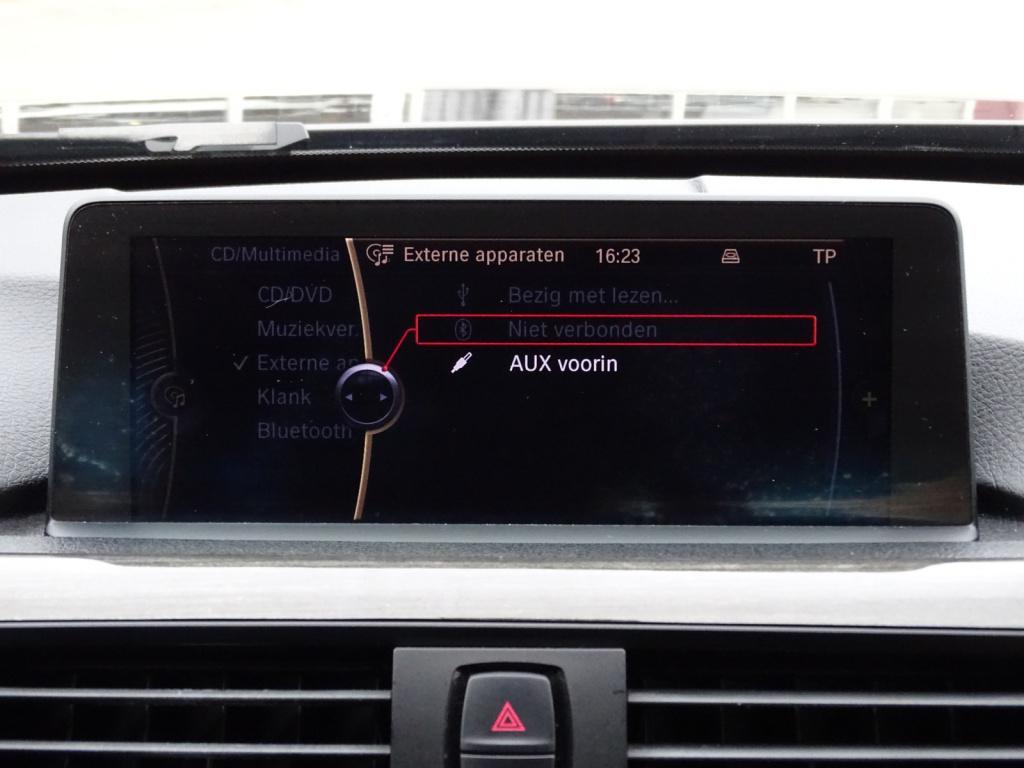 CD/Multimedia Externe apparaten 16:23 TP
CD/DVD
Muziekver.
✓ Externe ap
Klank
Bluetooth
Bezig met lezen...
Niet verbonden
AUX voorin
+